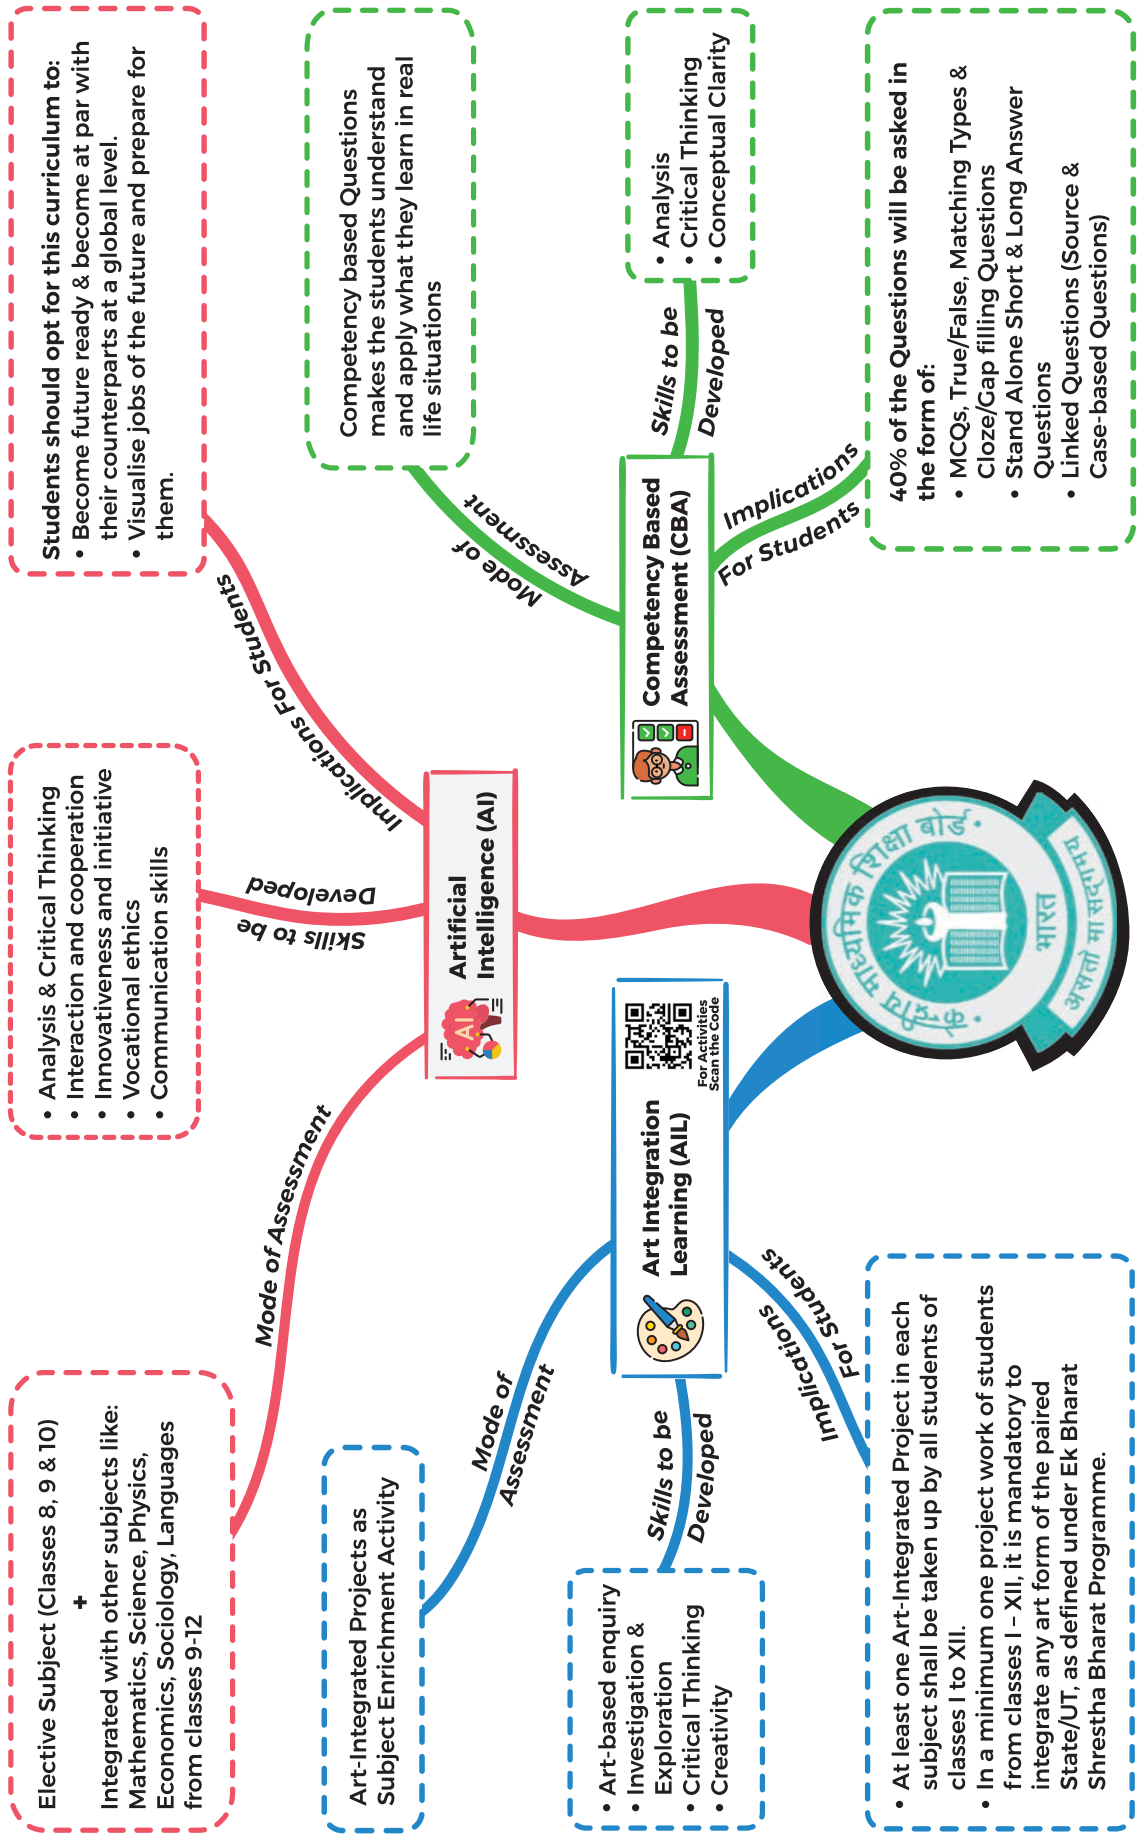 Elective Subject (Classes 8, 9 & 10)
+
Integrated with other subjects like:
Mathematics, Science, Physics,
Economics, Sociology, Languages
from classes 9-12
Mode of Assessment
• Analysis & Critical Thinking
• Interaction and cooperation
• Innovativeness and initiative
• Vocational ethics
• Communication skills
Skills to be
Developed
Students should opt for this curriculum to:
• Become future ready & become at par with
their counterparts at a global level.
• Visualise jobs of the future and prepare for
them.
Implications For Students
AI
Artificial
Intelligence (AI)
Art-Integrated Projects as
Subject Enrichment Activity
Mode of
Assessment
• Art-based enquiry
• Investigation &
Exploration
• Critical Thinking
• Creativity
Skills to be
Developed
Art Integration
Learning (AIL)
For Activities
Scan the Code
Implications
For Students
• At least one Art-Integrated Project in each
subject shall be taken up by all students of
classes I to XII.
• In a minimum one project work of students
from classes I – XII, it is mandatory to
integrate any art form of the paired
State/UT, as defined under Ek Bharat
Shrestha Bharat Programme.
Competency based Questions
makes the students understand
and apply what they learn in real
life situations
Mode of
Assessment
Competency Based
Assessment (CBA)
Skills to be
Developed
• Analysis
• Critical Thinking
• Conceptual Clarity
Implications
For Students
40% of the Questions will be asked in
the form of:
• MCQs, True/False, Matching Types &
Cloze/Gap filling Questions
• Stand Alone Short & Long Answer
Questions
• Linked Questions (Source &
Case-based Questions)
केन्द्रीय माध्यमिक शिक्षा बोर्ड
भारत
असतो मा सद्गमय